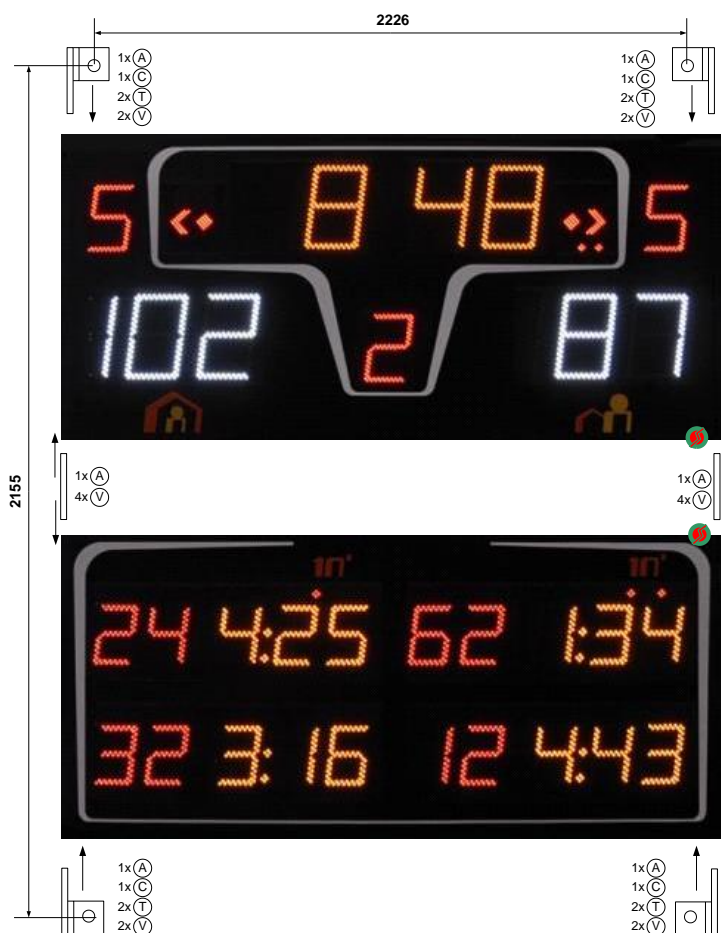 2226
1x A
1x C
2x T
2x V
1x A
1x C
2x T
2x V
5 8 48 5
102 2 87
2155
1x A
4x V
1x A
4x V
10' 10'
24 4:25 62 1:34
32 3:16 12 4:43
1x A
1x C
2x T
2x V
1x A
1x C
2x T
2x V